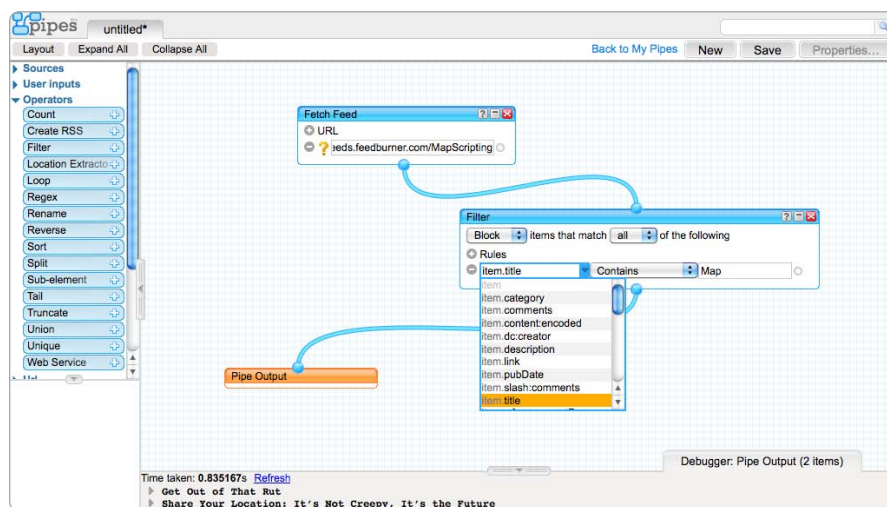 pipes untitled*
Layout Expand All Collapse All Back to My Pipes New Save Properties...
Sources
User inputs
Operators
Count
Create RSS
Filter
Location Extracto
Loop
Regex
Rename
Reverse
Sort
Split
Sub-element
Tail
Truncate
Union
Unique
Web Service
Fetch Feed
URL
eeds.feedburner.com/MapScripting
Filter
Block items that match all of the following
Rules
item.title Contains Map
item
item.category
item.comments
item.content:encoded
item.dc:creator
item.description
item.link
item.pubDate
item.slash:comments
item.title
Pipe Output
Debugger: Pipe Output (2 items)
Time taken: 0.835167s Refresh
Get Out of That Rut
Share Your Location: It's Not Creepy, It's the Future